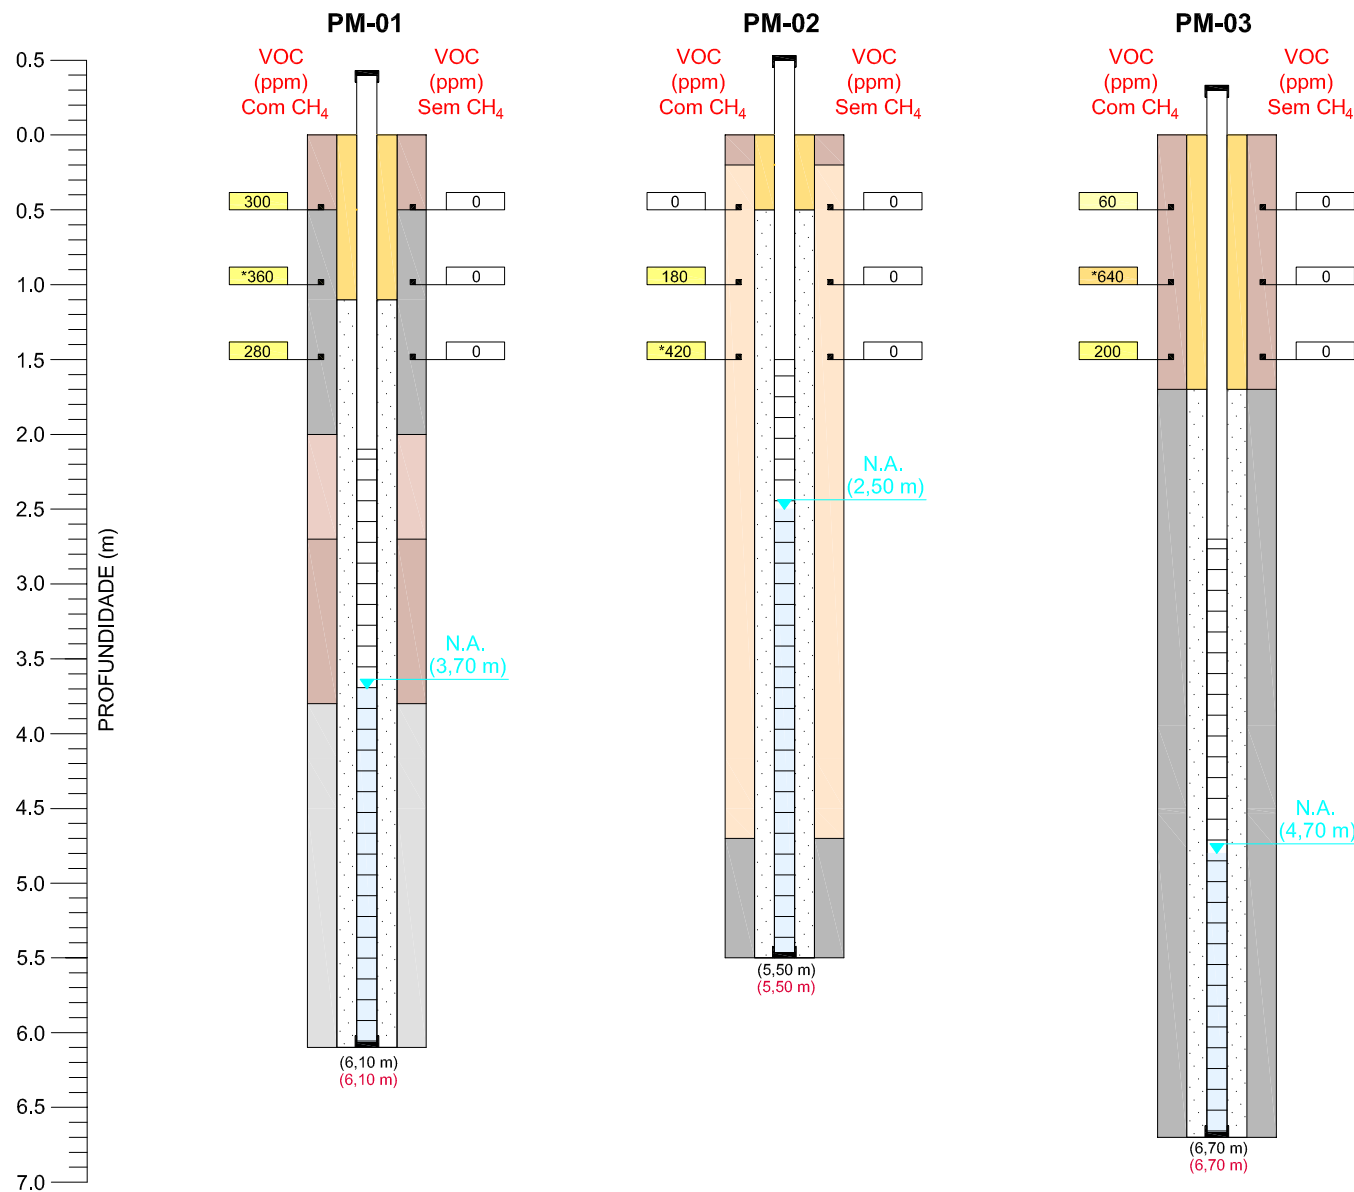 PM-01
PM-02
PM-03
VOC
(ppm)
Com CH₄
VOC
(ppm)
Sem CH₄
VOC
(ppm)
Com CH₄
VOC
(ppm)
Sem CH₄
VOC
(ppm)
Com CH₄
VOC
(ppm)
Sem CH₄
0.5
0.0
0.5
1.0
1.5
2.0
2.5
3.0
3.5
4.0
4.5
5.0
5.5
6.0
6.5
7.0
PROFUNDIDADE (m)
300
0
*360
0
280
0
N.A.
(3,70 m)
(6,10 m)
(6,10 m)
0
0
180
0
*420
0
N.A.
(2,50 m)
(5,50 m)
(5,50 m)
60
0
*640
0
200
0
N.A.
(4,70 m)
(6,70 m)
(6,70 m)